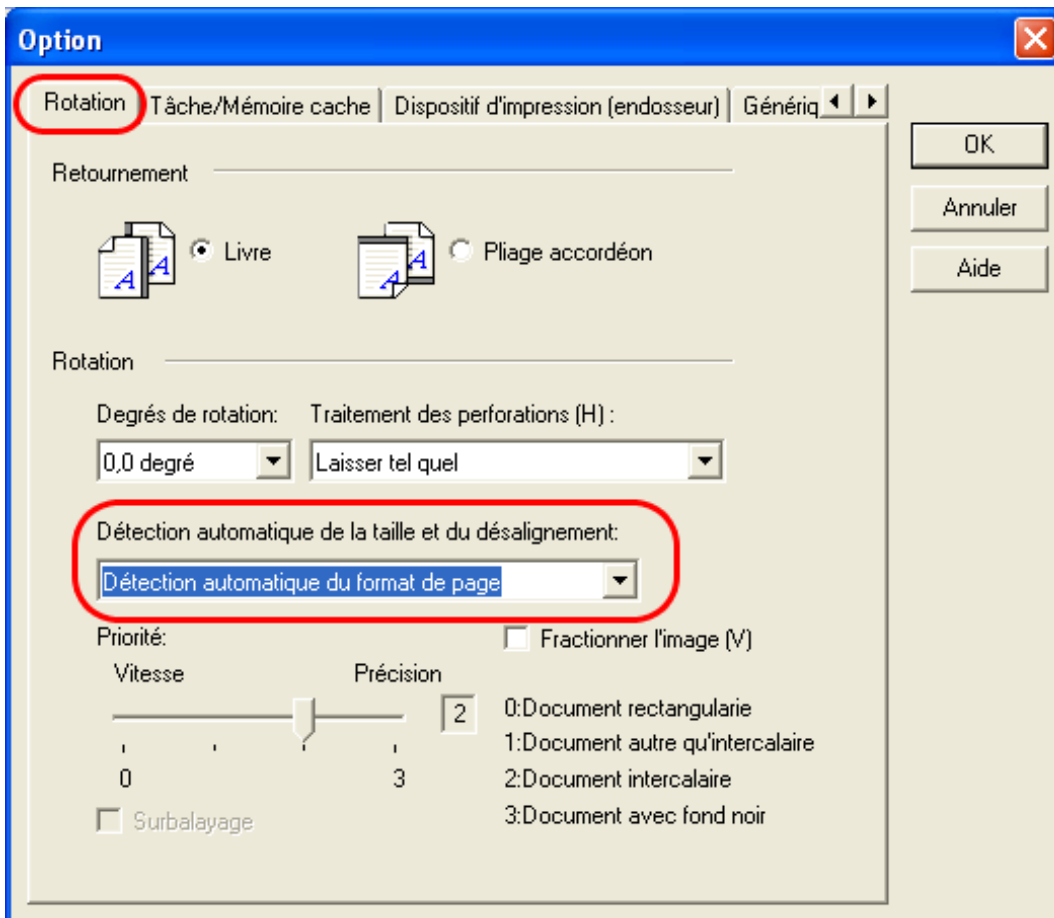 Option
Rotation Tâche/Mémoire cache Dispositif d'impression (endosseur) Génériq
OK
Annuler
Aide
Retournement
A A Livre A A Pliage accordéon
Rotation
Degrés de rotation: Traitement des perforations (H) :
0,0 degré Laisser tel quel
Détection automatique de la taille et du désalignement:
Détection automatique du format de page
Priorité: Fractionner l'image (V)
Vitesse Précision
2
0 3
0:Document rectangularie
1:Document autre qu'intercalaire
2:Document intercalaire
3:Document avec fond noir
Surbalayage